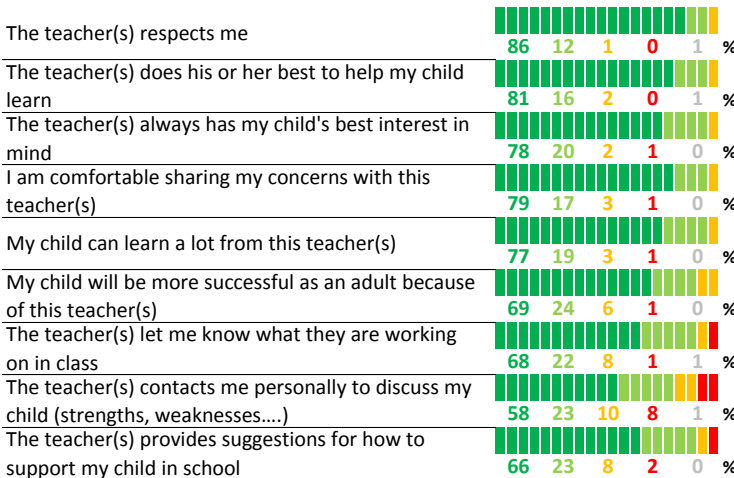 The teacher(s) respects me
86 12 1 0 1 %
The teacher(s) does his or her best to help my child
learn
81 16 2 0 1 %
The teacher(s) always has my child's best interest in
mind
78 20 2 1 0 %
I am comfortable sharing my concerns with this
teacher(s)
79 17 3 1 0 %
My child can learn a lot from this teacher(s)
77 19 3 1 0 %
My child will be more successful as an adult because
of this teacher(s)
69 24 6 1 0 %
The teacher(s) let me know what they are working
on in class
68 22 8 1 1 %
The teacher(s) contacts me personally to discuss my
child (strengths, weaknesses....)
58 23 10 8 1 %
The teacher(s) provides suggestions for how to
support my child in school
66 23 8 2 0 %